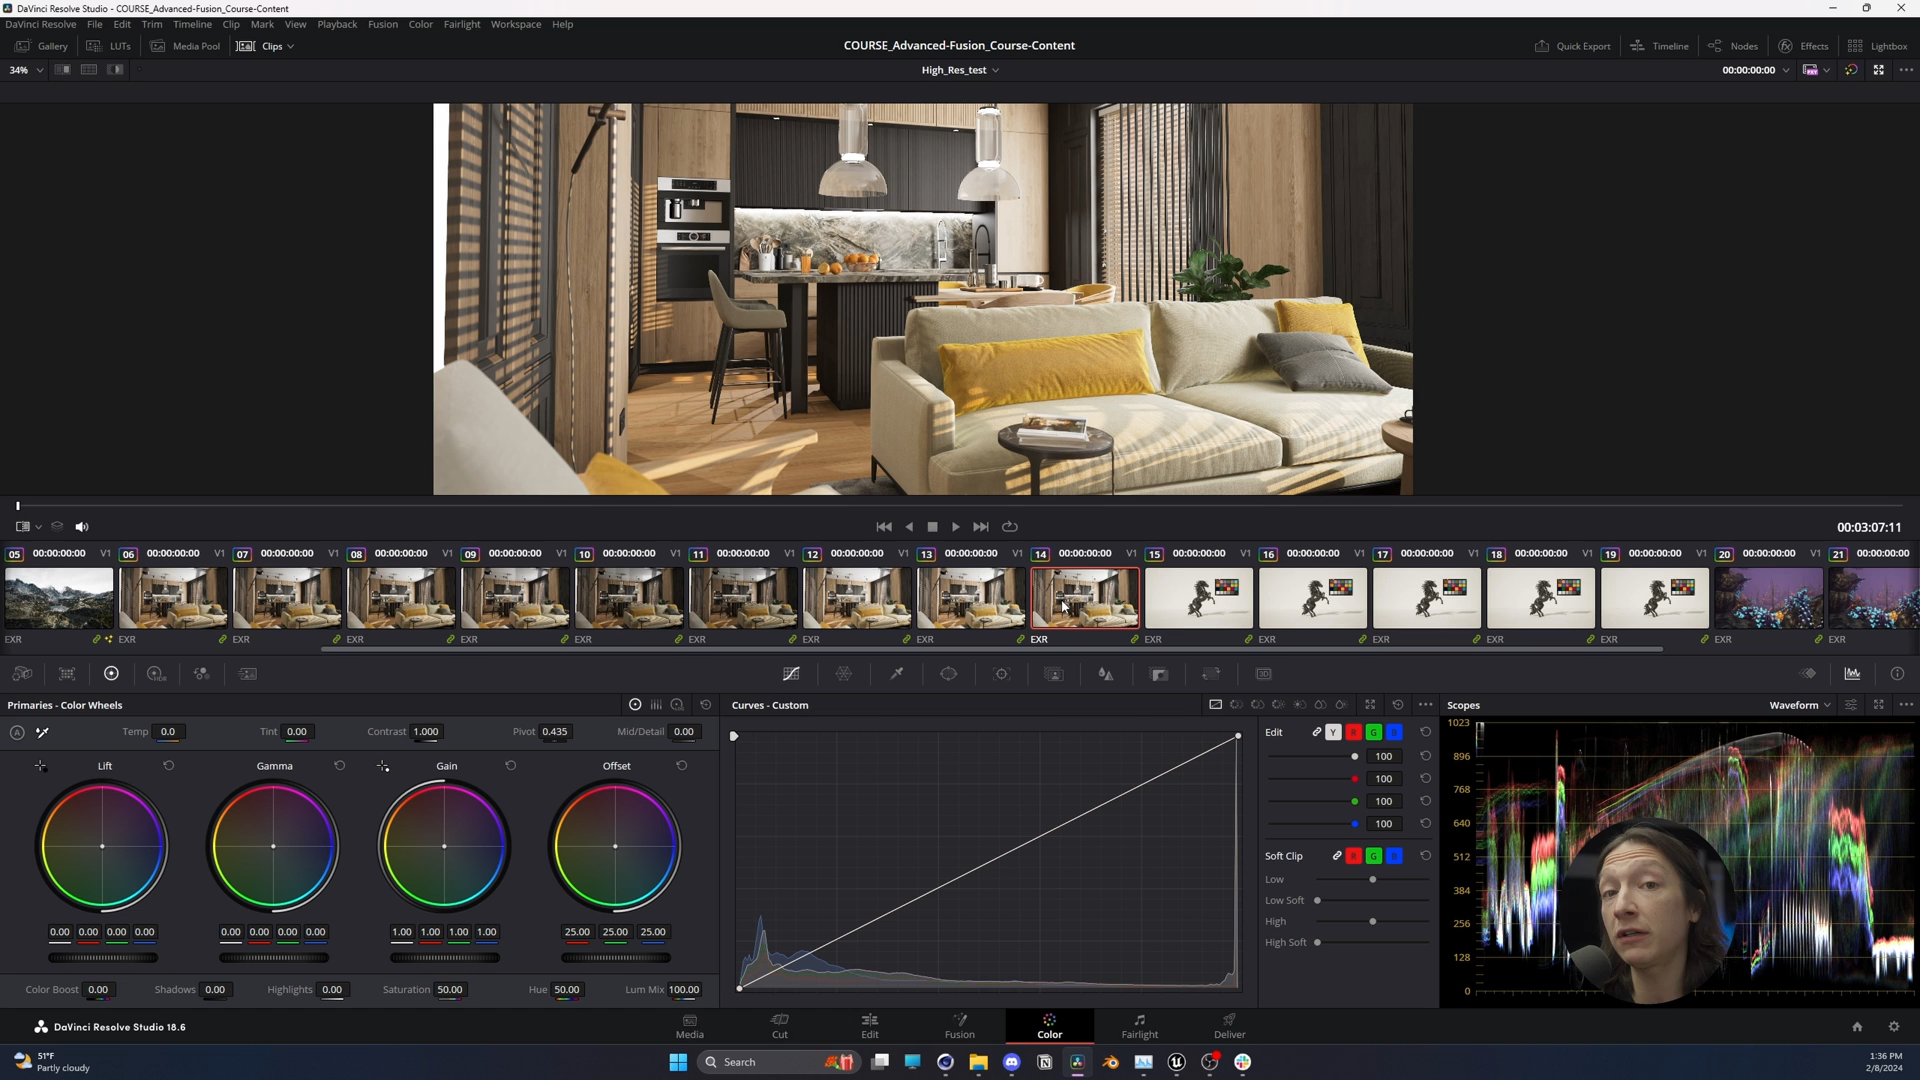 DaVinci Resolve Studio - COURSE_Advanced-Fusion_Course-Content
DaVinci Resolve File Edit Trim Timeline Clip Mark View Playback Fusion Color Fairlight Workspace Help
Gallery LUTs Media Pool Clips COURSE_Advanced-Fusion_Course-Content Quick Export Timeline Nodes Effects Lightbox
34% High_Res_test 00:00:00:00
00:03:07:11
05 00:00:00:00 V1 06 00:00:00:00 V1 07 00:00:00:00 V1 08 00:00:00:00 V1 09 00:00:00:00 V1 10 00:00:00:00 V1 11 00:00:00:00 V1 12 00:00:00:00 V1 13 00:00:00:00 V1 14 00:00:00:00 V1 15 00:00:00:00 V1 16 00:00:00:00 V1 17 00:00:00:00 V1 18 00:00:00:00 V1 19 00:00:00:00 V1 20 00:00:00:00 V1 21 00:00:00:00
EXR EXR EXR EXR EXR EXR EXR EXR EXR EXR EXR EXR EXR EXR EXR EXR EXR
Primaries - Color Wheels Curves - Custom Scopes Waveform
Temp 0.0 Tint 0.00 Contrast 1.000 Pivot 0.435 Mid/Detail 0.00
Lift Gamma Gain Offset
0.00 0.00 0.00 0.00 0.00 0.00 0.00 0.00 1.00 1.00 1.00 1.00 25.00 25.00 25.00
Color Boost 0.00 Shadows 0.00 Highlights 0.00 Saturation 50.00 Hue 50.00 Lum Mix 100.00
Edit Y R G B
100
100
100
100
Soft Clip R G B
Low
Low Soft
High
High Soft
1023
896
768
640
512
384
256
128
0
DaVinci Resolve Studio 18.6 Media Cut Edit Fusion Color Fairlight Deliver
51°F
Partly cloudy
Search
1:36 PM
2/8/2024